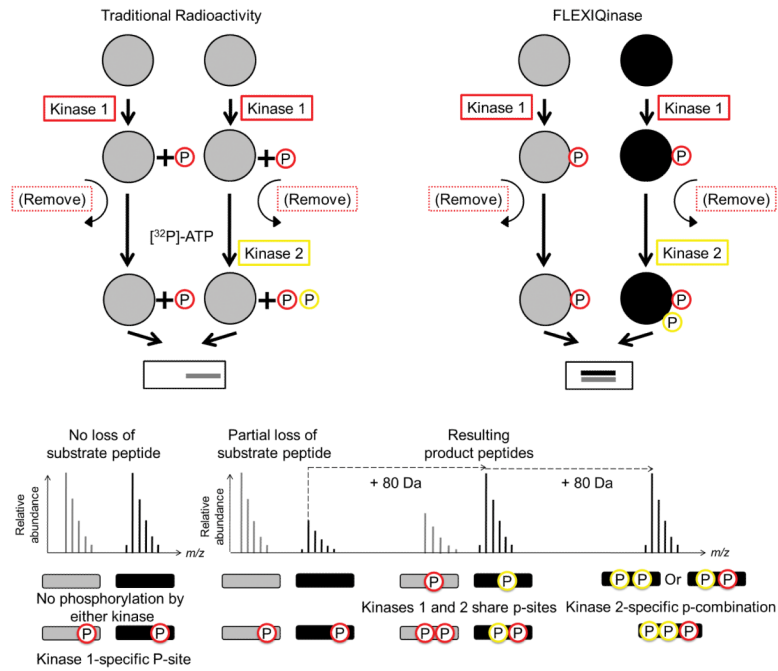 Traditional Radioactivity
FLEXIQinase
Kinase 1
Kinase 1
Kinase 1
Kinase 1
P
P
P
P
(Remove)
(Remove)
(Remove)
(Remove)
[³²P]-ATP
Kinase 2
Kinase 2
P
P P
P
P
P
No loss of
substrate peptide
Partial loss of
substrate peptide
Resulting
product peptides
+ 80 Da
+ 80 Da
Relative
abundance
m/z
Relative
abundance
m/z
P
P
P P Or P P
No phosphorylation by
either kinase
Kinases 1 and 2 share p-sites
Kinase 2-specific p-combination
P
P
P
P
P P
P P
P P P
Kinase 1-specific P-site